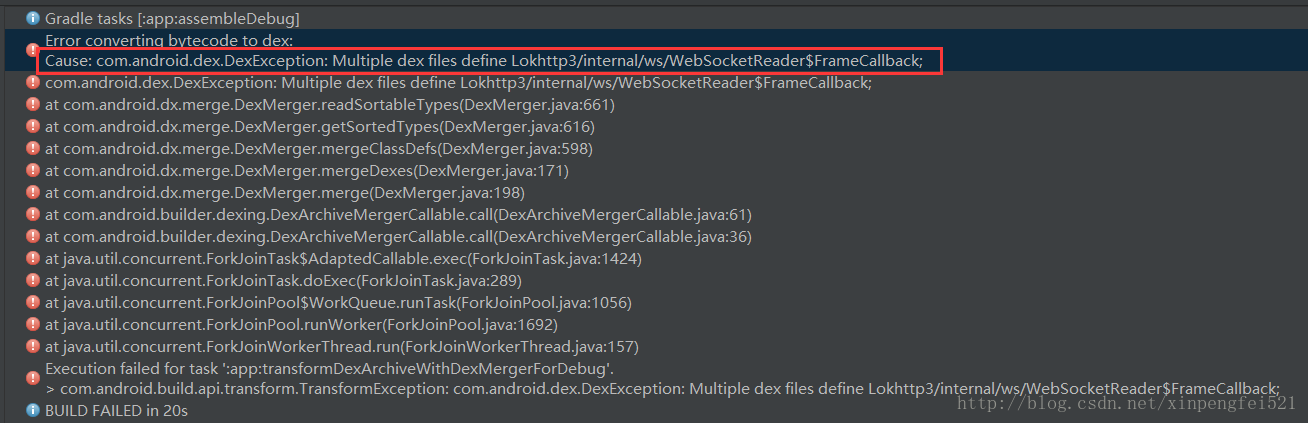 Gradle tasks [:app:assembleDebug]
Error converting bytecode to dex:
Cause: com.android.dex.DexException: Multiple dex files define Lokhttp3/internal/ws/WebSocketReader$FrameCallback;
com.android.dex.DexException: Multiple dex files define Lokhttp3/internal/ws/WebSocketReader$FrameCallback;
at com.android.dx.merge.DexMerger.readSortableTypes(DexMerger.java:661)
at com.android.dx.merge.DexMerger.getSortedTypes(DexMerger.java:616)
at com.android.dx.merge.DexMerger.mergeClassDefs(DexMerger.java:598)
at com.android.dx.merge.DexMerger.mergeDexes(DexMerger.java:171)
at com.android.dx.merge.DexMerger.merge(DexMerger.java:198)
at com.android.builder.dexing.DexArchiveMergerCallable.call(DexArchiveMergerCallable.java:61)
at com.android.builder.dexing.DexArchiveMergerCallable.call(DexArchiveMergerCallable.java:36)
at java.util.concurrent.ForkJoinTask$AdaptedCallable.exec(ForkJoinTask.java:1424)
at java.util.concurrent.ForkJoinTask.doExec(ForkJoinTask.java:289)
at java.util.concurrent.ForkJoinPool$WorkQueue.runTask(ForkJoinPool.java:1056)
at java.util.concurrent.ForkJoinPool.runWorker(ForkJoinPool.java:1692)
at java.util.concurrent.ForkJoinWorkerThread.run(ForkJoinWorkerThread.java:157)
Execution failed for task ':app:transformDexArchiveWithDexMergerForDebug'.
> com.android.build.api.transform.TransformException: com.android.dex.DexException: Multiple dex files define Lokhttp3/internal/ws/WebSocketReader$FrameCallback;
BUILD FAILED in 20s
http://blog.csdn.net/xinpengfei521